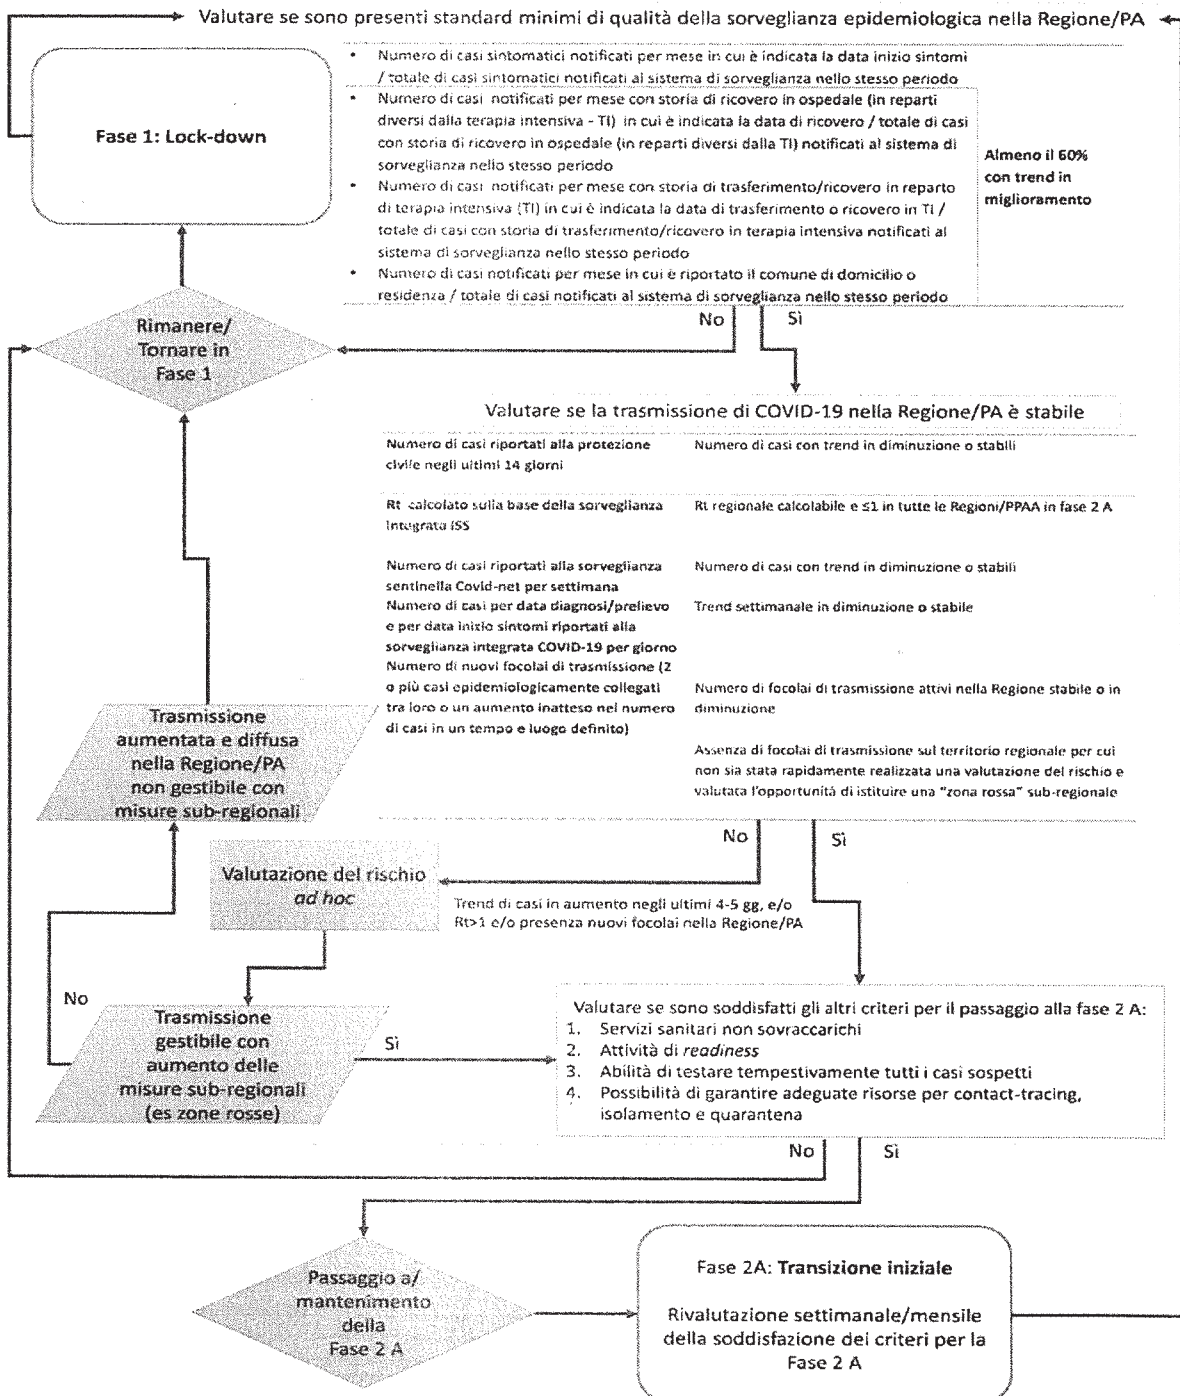 Valutare se sono presenti standard minimi di qualità della sorveglianza epidemiologica nella Regione/PA
Fase 1: Lock-down
• Numero di casi sintomatici notificati per mese in cui è indicata la data inizio sintomi
/ totale di casi sintomatici notificati al sistema di sorveglianza nello stesso periodo
• Numero di casi notificati per mese con storia di ricovero in ospedale (in reparti
diversi dalla terapia intensiva - TI) in cui è indicata la data di ricovero / totale di casi
con storia di ricovero in ospedale (in reparti diversi dalla TI) notificati al sistema di
sorveglianza nello stesso periodo
• Numero di casi notificati per mese con storia di trasferimento/ricovero in reparto
di terapia intensiva (TI) in cui è indicata la data di trasferimento o ricovero in TI /
totale di casi con storia di trasferimento/ricovero in terapia intensiva notificati al
sistema di sorveglianza nello stesso periodo
• Numero di casi notificati per mese in cui è riportato il comune di domicilio o
residenza / totale di casi notificati al sistema di sorveglianza nello stesso periodo
Almeno il 60%
con trend in
miglioramento
No
Sì
Rimanere/
Tornare in
Fase 1
Valutare se la trasmissione di COVID-19 nella Regione/PA è stabile
Numero di casi riportati alla protezione
civile negli ultimi 14 giorni
Numero di casi con trend in diminuzione o stabili
Rt calcolato sulla base della sorveglianza
integrata ISS
Rt regionale calcolabile e ≤1 in tutte le Regioni/PPAA in fase 2 A
Numero di casi riportati alla sorveglianza
sentinella Covid-net per settimana
Numero di casi con trend in diminuzione o stabili
Numero di casi per data diagnosi/prelievo
e per data inizio sintomi riportati alla
sorveglianza integrata COVID-19 per giorno
Trend settimanale in diminuzione o stabile
Numero di nuovi focolai di trasmissione (2
o più casi epidemiologicamente collegati
tra loro o un aumento inatteso nel numero
di casi in un tempo e luogo definito)
Numero di focolai di trasmissione attivi nella Regione stabile o in
diminuzione
Assenza di focolai di trasmissione sul territorio regionale per cui
non sia stata rapidamente realizzata una valutazione del rischio e
valutata l'opportunità di istituire una "zona rossa" sub-regionale
Trasmissione
aumentata e diffusa
nella Regione/PA
non gestibile con
misure sub-regionali
No
Sì
Valutazione del rischio
ad hoc
Trend di casi in aumento negli ultimi 4-5 gg, e/o
Rt>1 e/o presenza nuovi focolai nella Regione/PA
No
Trasmissione
gestibile con
aumento delle
misure sub-regionali
(es zone rosse)
Sì
Valutare se sono soddisfatti gli altri criteri per il passaggio alla fase 2 A:
1. Servizi sanitari non sovraccarichi
2. Attività di readiness
3. Abilità di testare tempestivamente tutti i casi sospetti
4. Possibilità di garantire adeguate risorse per contact-tracing,
isolamento e quarantena
No
Sì
Passaggio a/
mantenimento
della
Fase 2 A
Fase 2A: Transizione iniziale
Rivalutazione settimanale/mensile
della soddisfazione dei criteri per la
Fase 2 A